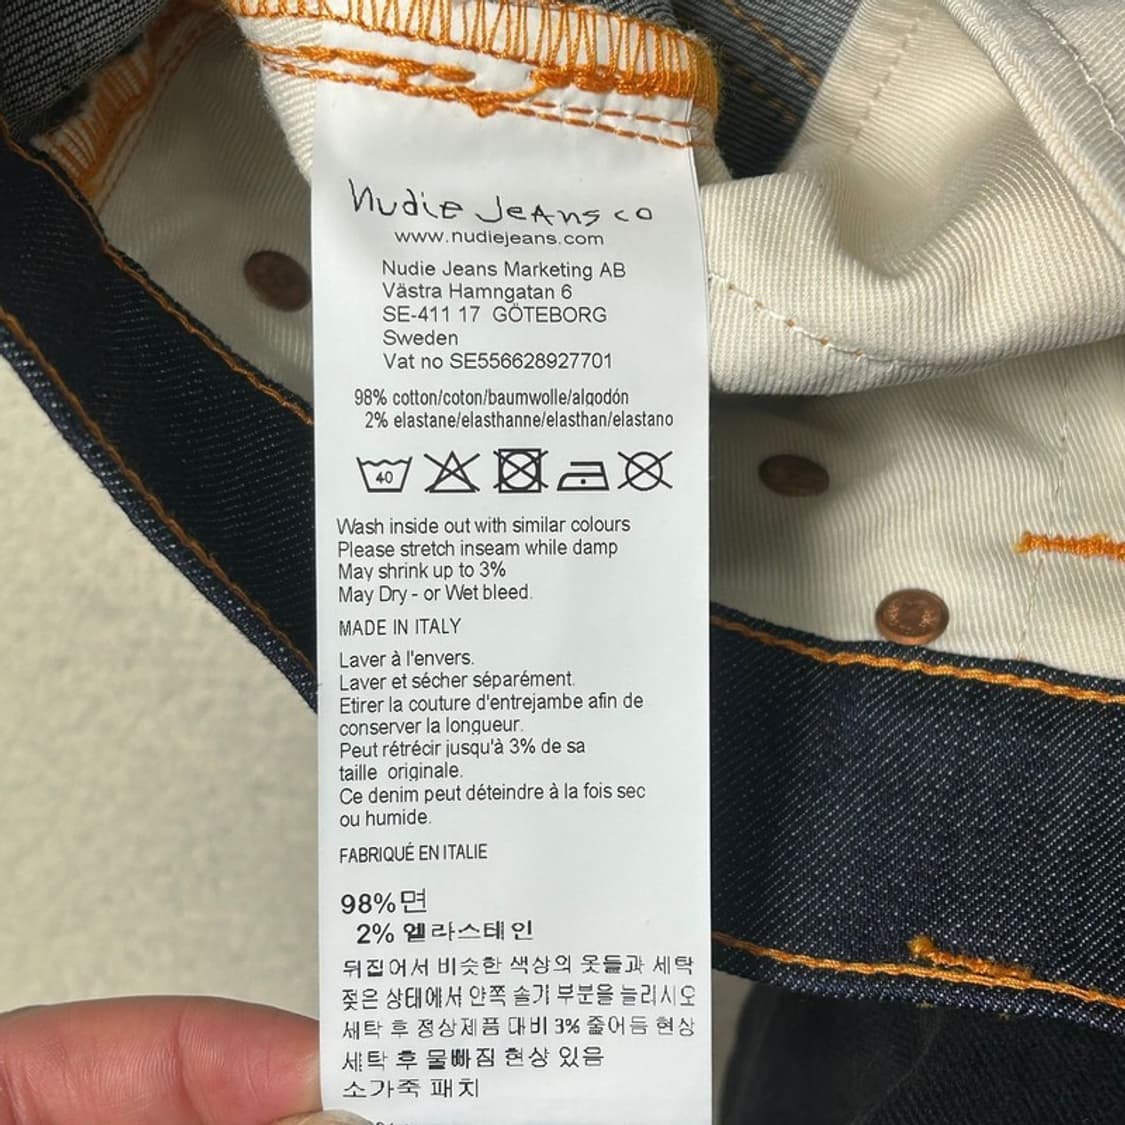 Nudie Jeans co
www.nudiejeans.com
Nudie Jeans Marketing AB
Västra Hamngatan 6
SE-411 17 GÖTEBORG
Sweden
Vat no SE556628927701
98% cotton/coton/baumwolle/algodón
2% elastane/elasthanne/elasthan/elastano
40
Wash inside out with similar colours
Please stretch inseam while damp
May shrink up to 3%
May Dry - or Wet bleed.
MADE IN ITALY
Laver à l'envers.
Laver et sécher séparément.
Etirer la couture d'entrejambe afin de
conserver la longueur.
Peut rétrécir jusqu'à 3% de sa
taille originale.
Ce denim peut déteindre à la fois sec
ou humide.
FABRIQUÉ EN ITALIE
98%면
2% 엘라스테인
뒤집어서 비슷한 색상의 옷들과 세탁
젖은 상태에서 안쪽 솔기 부분을 늘리시오
세탁 후 정상제품 대비 3% 줄어듬 현상
세탁 후 물빠짐 현상 있음
소가죽 패치